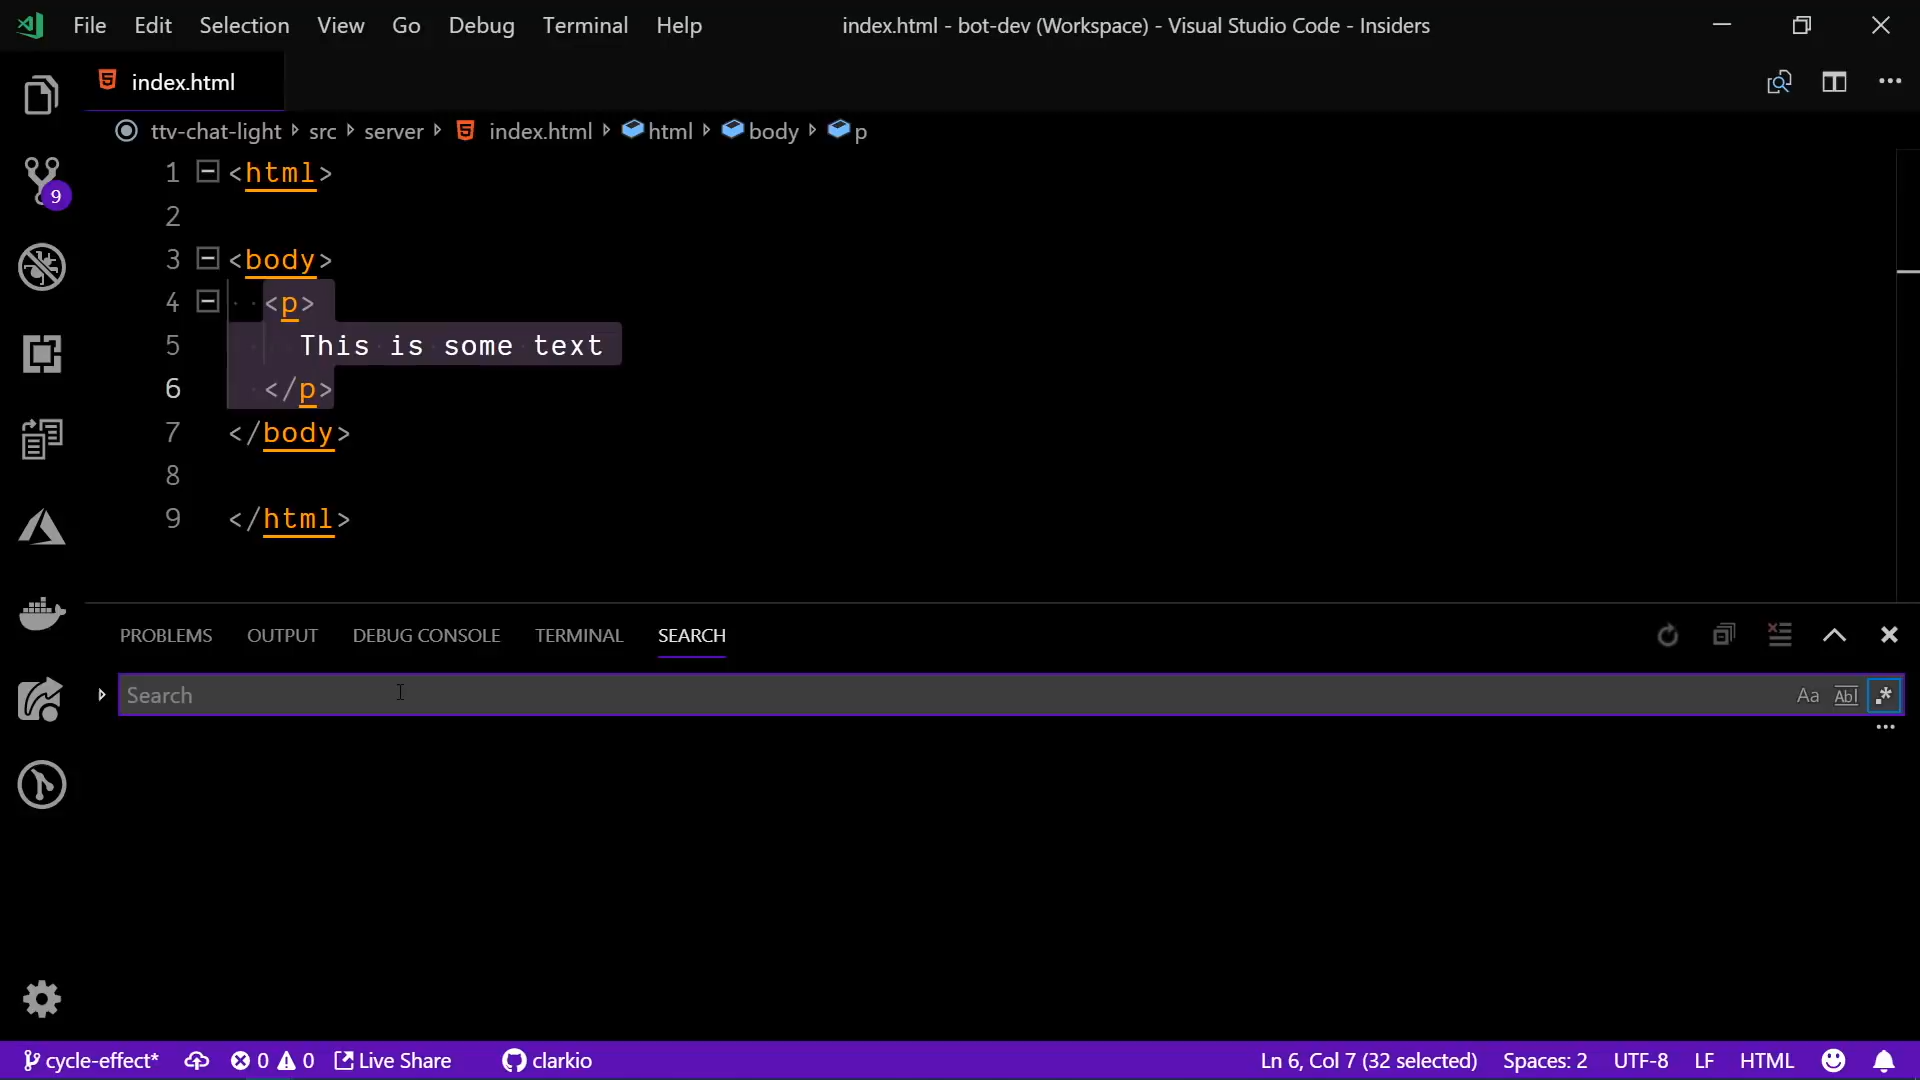 File Edit Selection View Go Debug Terminal Help index.html - bot-dev (Workspace) - Visual Studio Code - Insiders
index.html
ttv-chat-light src server index.html html body p
1 <html>
2
3 <body>
4 <p>
5 This is some text
6 </p>
7 </body>
8
9 </html>
9
PROBLEMS OUTPUT DEBUG CONSOLE TERMINAL SEARCH
Search Aa Abl .*
cycle-effect* 0 0 Live Share clarkio Ln 6, Col 7 (32 selected) Spaces: 2 UTF-8 LF HTML